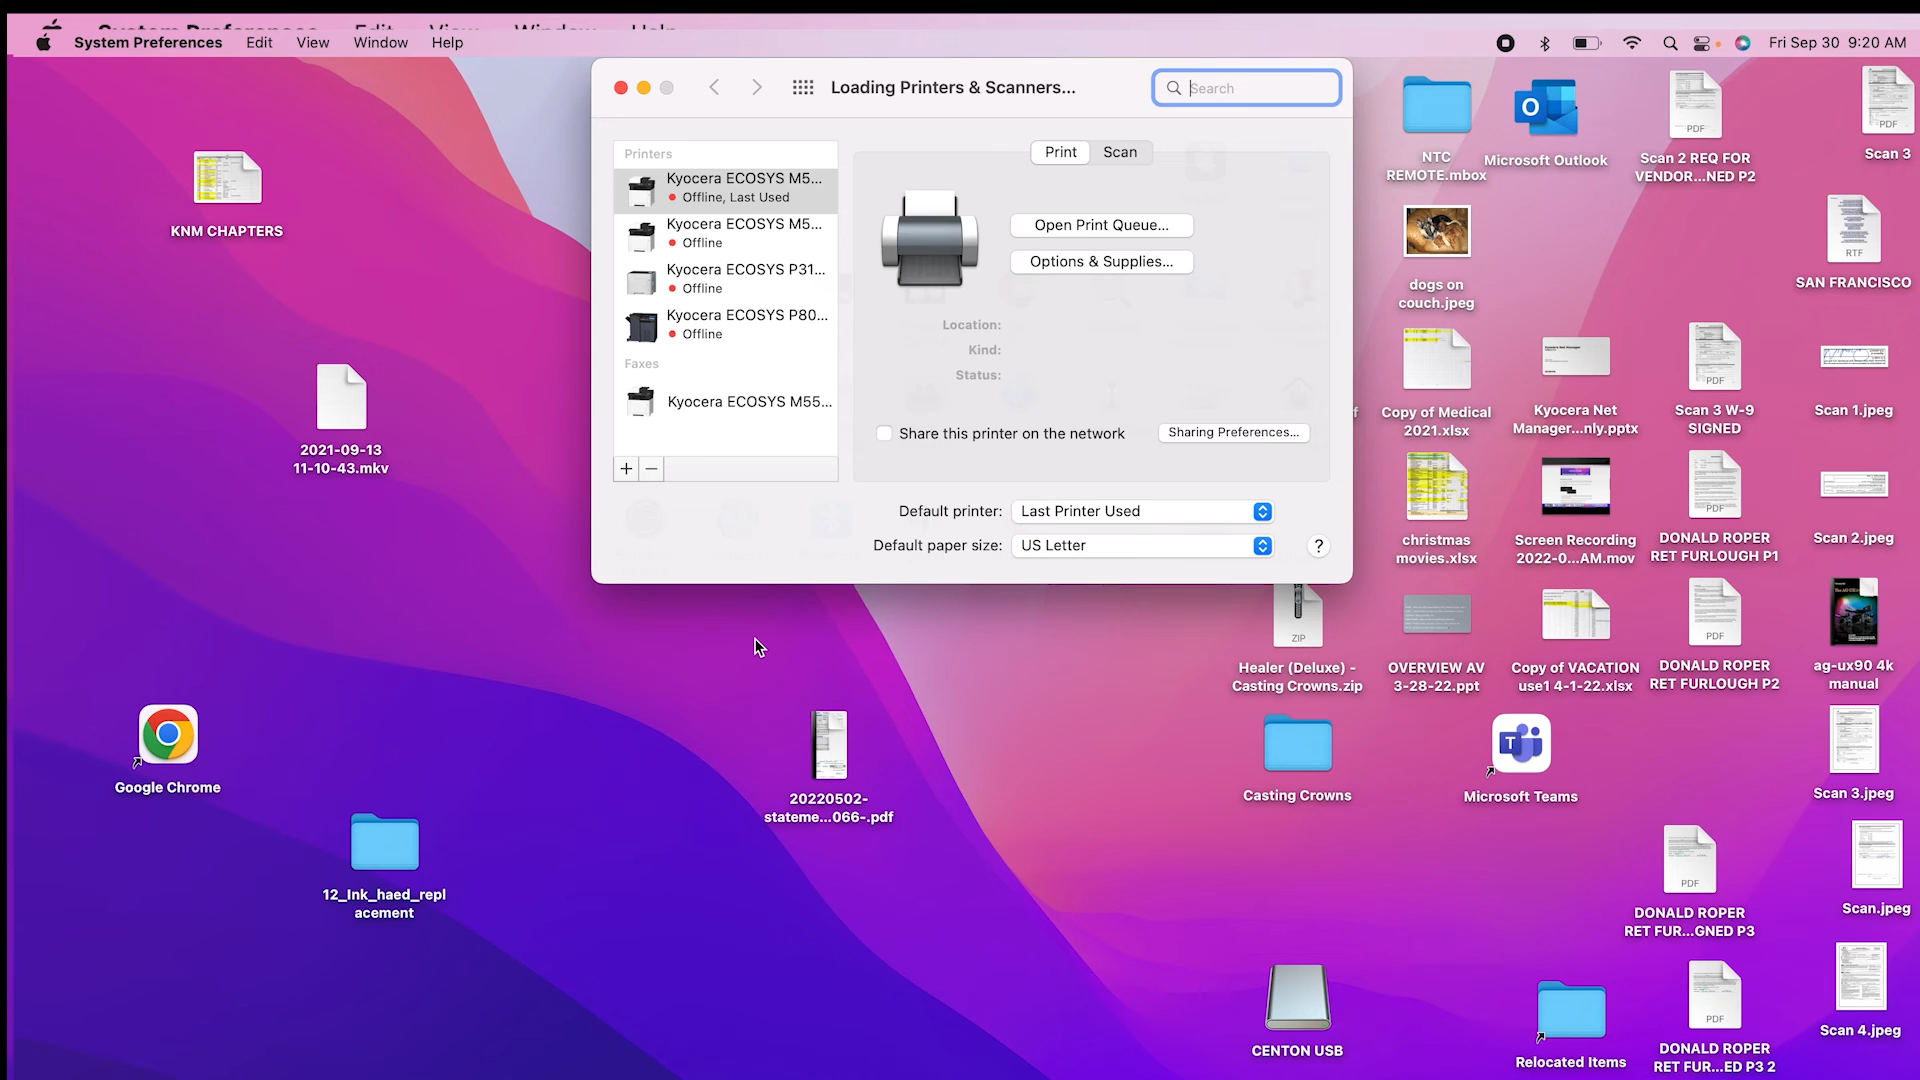 System Preferences Edit View Window Help
Fri Sep 30 9:20 AM
Loading Printers & Scanners...
Search
Printers
Kyocera ECOSYS M5...
Offline, Last Used
Kyocera ECOSYS M5...
Offline
Kyocera ECOSYS P31...
Offline
Kyocera ECOSYS P80...
Offline
Faxes
Kyocera ECOSYS M55...
+ −
Print Scan
Open Print Queue...
Options & Supplies...
Location:
Kind:
Status:
Share this printer on the network
Sharing Preferences...
Default printer: Last Printer Used
Default paper size: US Letter
?
KNM CHAPTERS
2021-09-13
11-10-43.mkv
Google Chrome
12_Ink_haed_repl
acement
20220502-
stateme...066-.pdf
NTC
REMOTE.mbox
Microsoft Outlook
PDF
Scan 2 REQ FOR
VENDOR...NED P2
PDF
Scan 3
dogs on
couch.jpeg
RTF
SAN FRANCISCO
f
Copy of Medical
2021.xlsx
Kyocera Net
Manager...nly.pptx
PDF
Scan 3 W-9
SIGNED
Scan 1.jpeg
christmas
movies.xlsx
Screen Recording
2022-0...AM.mov
PDF
DONALD ROPER
RET FURLOUGH P1
Scan 2.jpeg
ZIP
Healer (Deluxe) -
Casting Crowns.zip
OVERVIEW AV
3-28-22.ppt
Copy of VACATION
use1 4-1-22.xlsx
PDF
DONALD ROPER
RET FURLOUGH P2
ag-ux90 4k
manual
Casting Crowns
Microsoft Teams
Scan 3.jpeg
PDF
DONALD ROPER
RET FUR...GNED P3
Scan.jpeg
CENTON USB
Relocated Items
PDF
DONALD ROPER
RET FUR...ED P3 2
Scan 4.jpeg